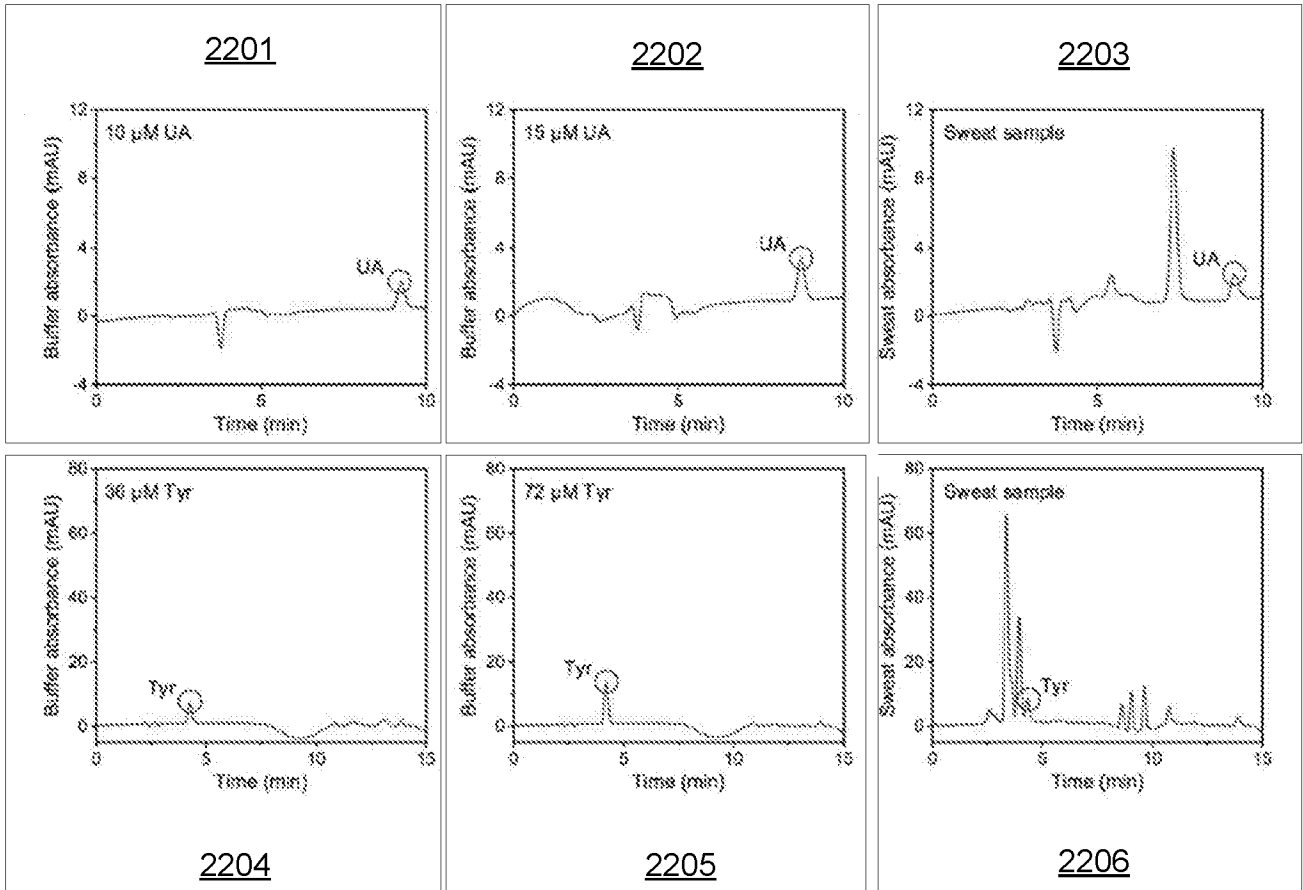 2201
Buffer absorbance (mAU)
12
8
4
0
-4
10 µM UA
UA
0 5 10
Time (min)
2202
Buffer absorbance (mAU)
12
8
4
0
-4
15 µM UA
UA
0 5 10
Time (min)
2203
Sweat absorbance (mAU)
12
8
4
0
-4
Sweat sample
UA
0 5 10
Time (min)
Buffer absorbance (mAU)
80
60
40
20
0
36 µM Tyr
Tyr
0 5 10 15
Time (min)
2204
Buffer absorbance (mAU)
80
60
40
20
0
72 µM Tyr
Tyr
0 5 10 15
Time (min)
2205
Sweat absorbance (mAU)
80
60
40
20
0
Sweat sample
Tyr
0 5 10 15
Time (min)
2206